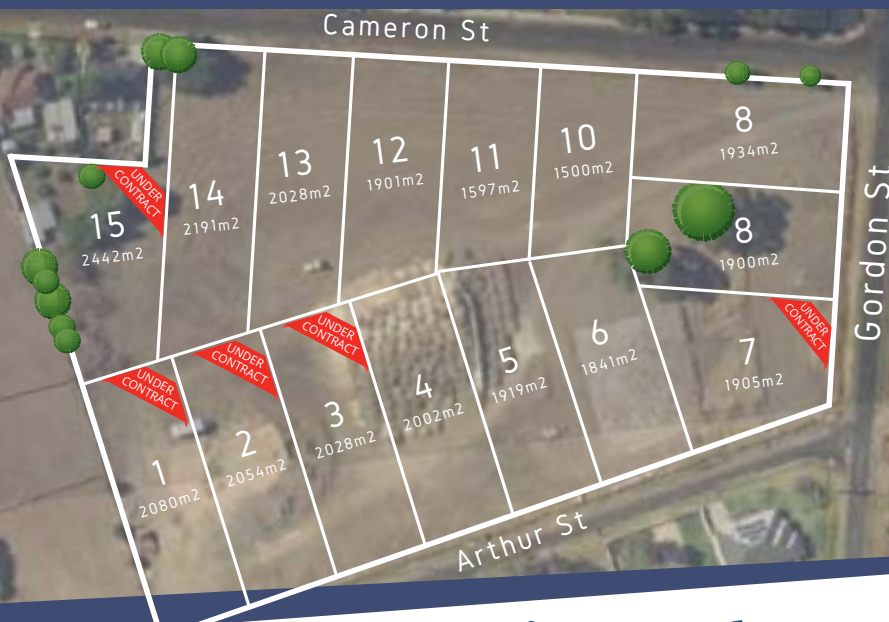 Cameron St
8
1934m2
10
1500m2
11
1597m2
12
1901m2
13
2028m2
14
2191m2
UNDER
CONTRACT
15
2442m2
8
1900m2
Gordon St
UNDER
CONTRACT
7
1905m2
6
1841m2
5
1919m2
4
2002m2
UNDER
CONTRACT
3
2028m2
UNDER
CONTRACT
2
2054m2
UNDER
CONTRACT
1
2080m2
Arthur St